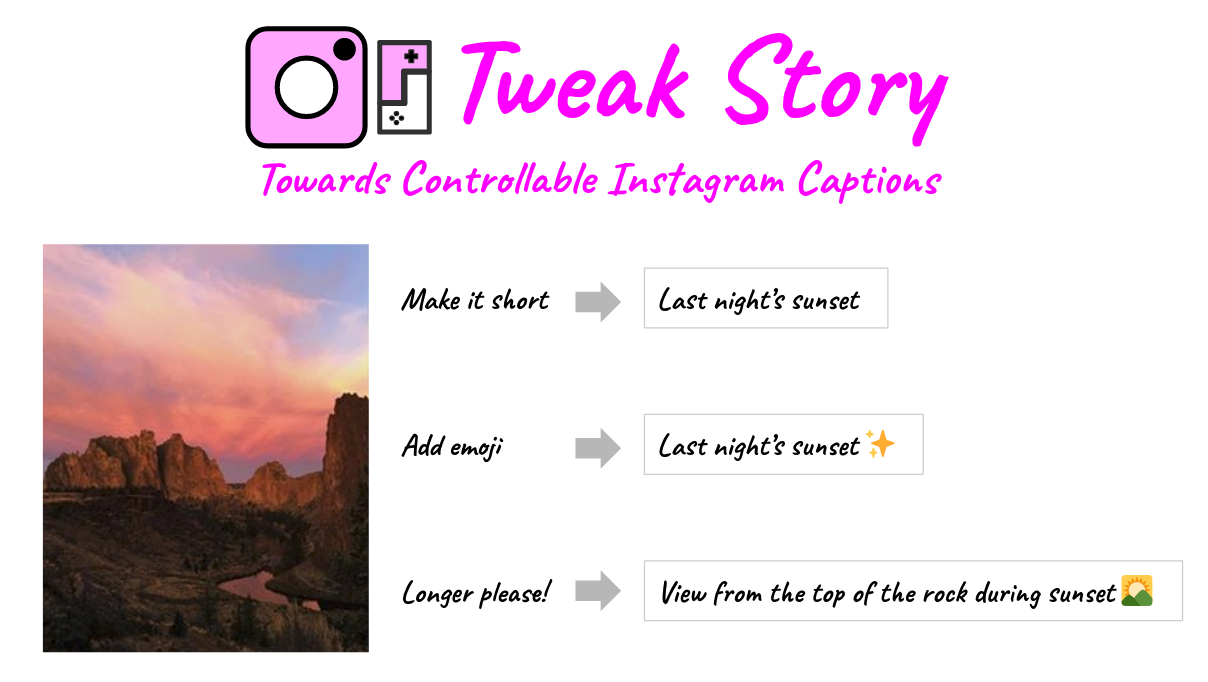 Tweak Story
Towards Controllable Instagram Captions
Make it short
Last night's sunset
Add emoji
Last night's sunset ✨
Longer please!
View from the top of the rock during sunset 🌄